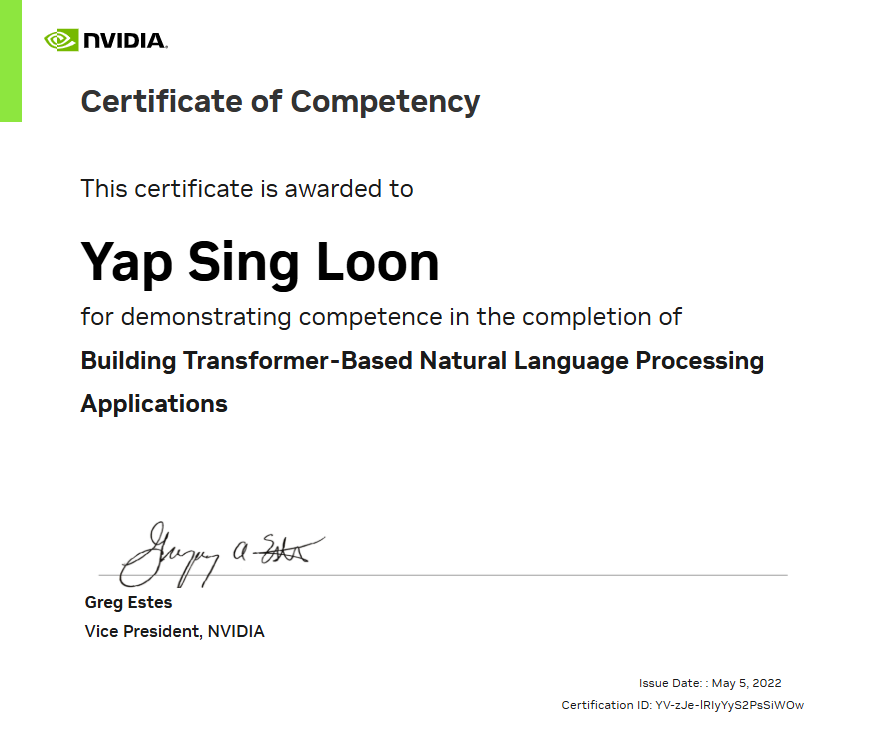 NVIDIA.
Certificate of Competency
This certificate is awarded to
Yap Sing Loon
for demonstrating competence in the completion of
Building Transformer-Based Natural Language Processing
Applications
Gregory A Estes
Greg Estes
Vice President, NVIDIA
Issue Date: : May 5, 2022
Certification ID: YV-zJe-lRIyYyS2PsSiWOw